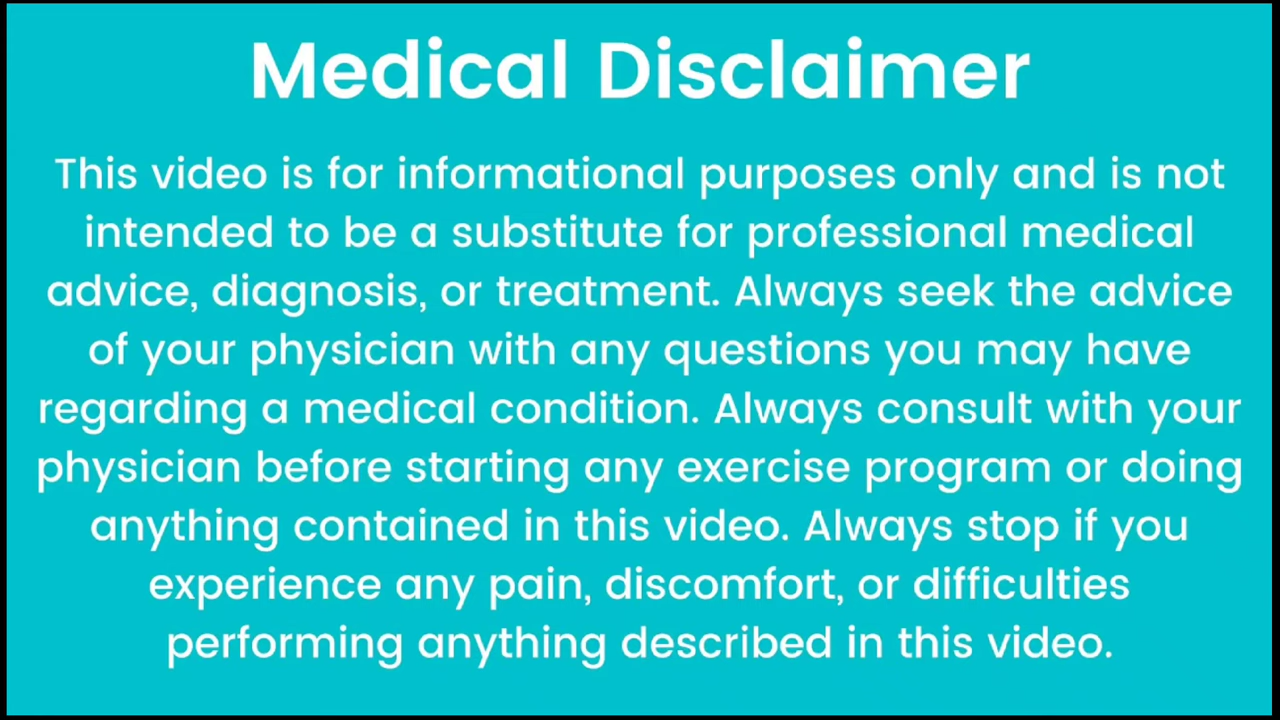 Medical Disclaimer
This video is for informational purposes only and is not
intended to be a substitute for professional medical
advice, diagnosis, or treatment. Always seek the advice
of your physician with any questions you may have
regarding a medical condition. Always consult with your
physician before starting any exercise program or doing
anything contained in this video. Always stop if you
experience any pain, discomfort, or difficulties
performing anything described in this video.